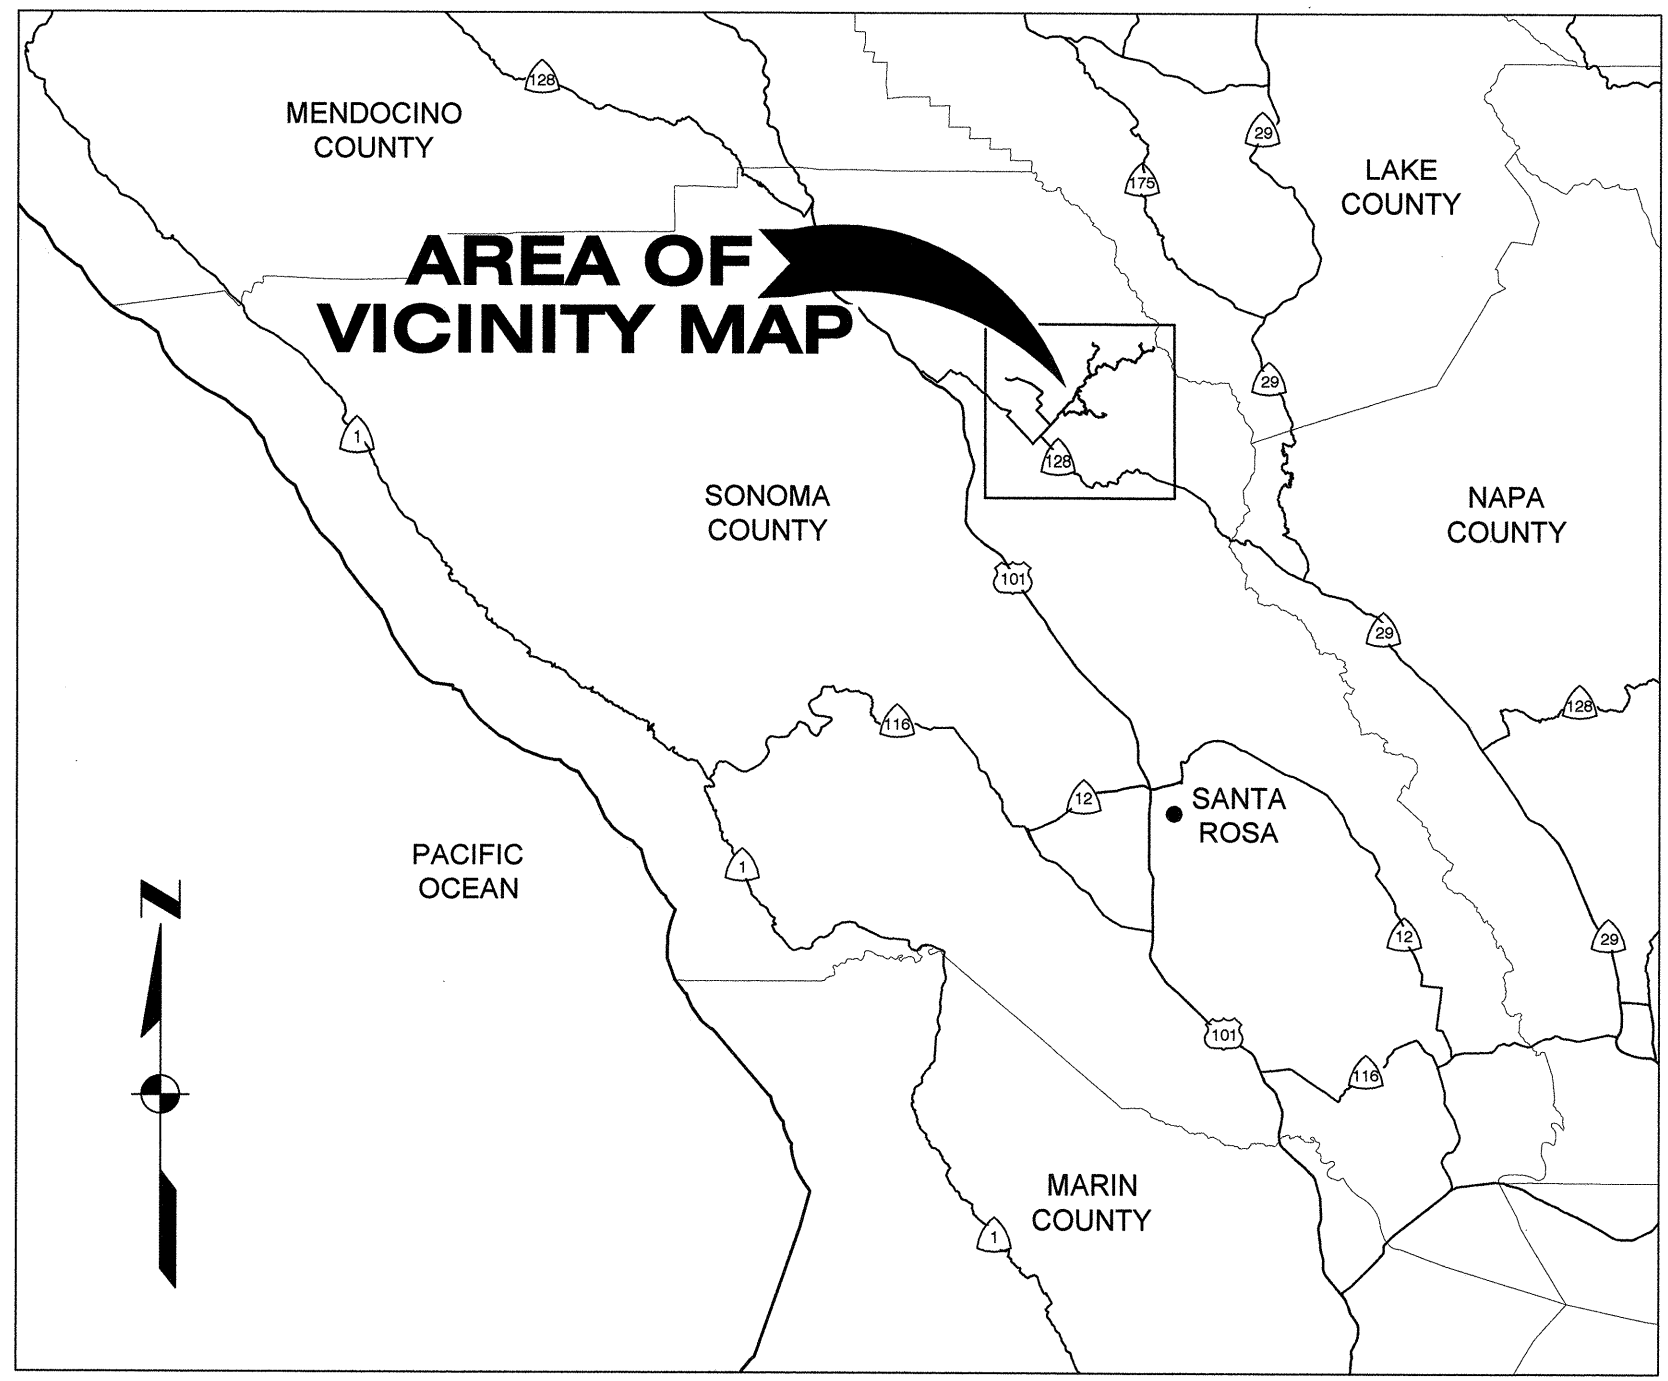 128
MENDOCINO
COUNTY
29
175
LAKE
COUNTY
AREA OF
VICINITY MAP
29
1
128
SONOMA
COUNTY
NAPA
COUNTY
101
29
128
116
12
SANTA
ROSA
PACIFIC
OCEAN
1
N
12
29
101
116
MARIN
COUNTY
1